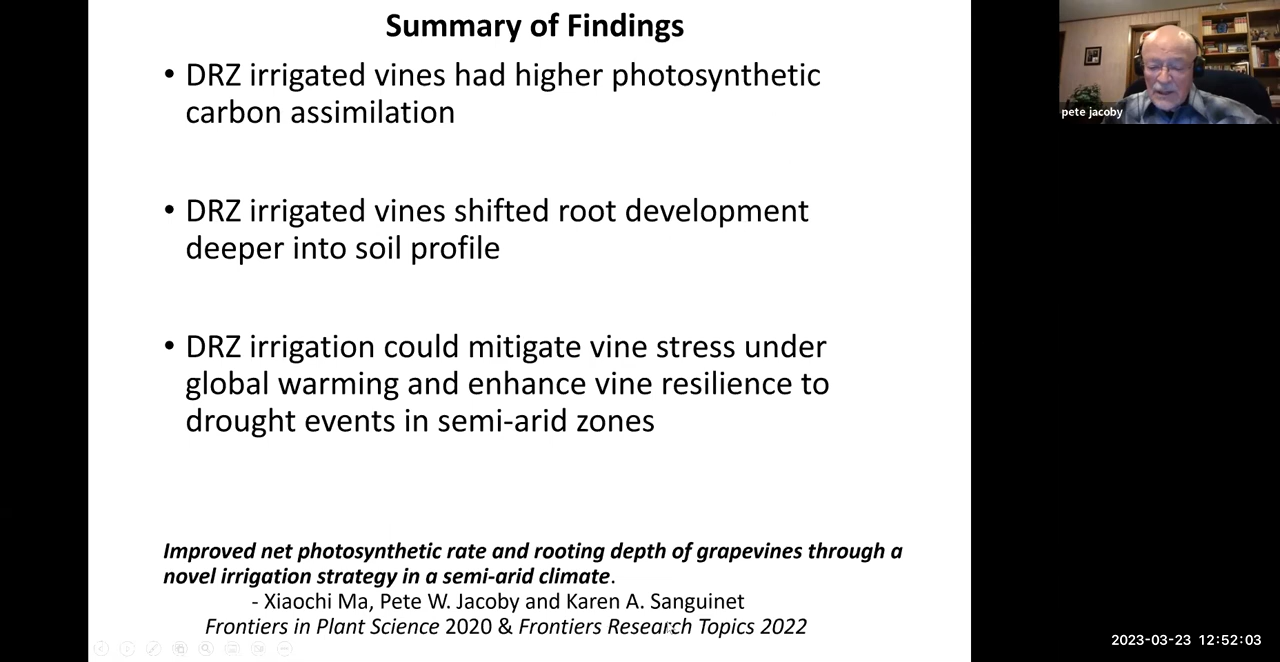 Summary of Findings
• DRZ irrigated vines had higher photosynthetic
carbon assimilation
• DRZ irrigated vines shifted root development
deeper into soil profile
• DRZ irrigation could mitigate vine stress under
global warming and enhance vine resilience to
drought events in semi-arid zones
Improved net photosynthetic rate and rooting depth of grapevines through a
novel irrigation strategy in a semi-arid climate.
- Xiaochi Ma, Pete W. Jacoby and Karen A. Sanguinet
Frontiers in Plant Science 2020 & Frontiers Research Topics 2022
pete jacoby
2023-03-23 12:52:03